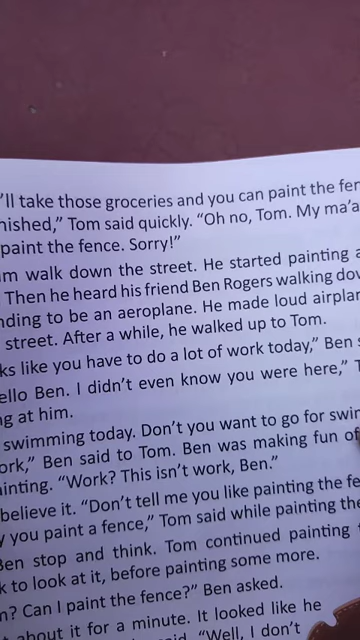 'll take those groceries and you can paint the
nished,” Tom said quickly. “Oh no, Tom. My ma'a
paint the fence. Sorry!”
m walk down the street. He started painting
Then he heard his friend Ben Rogers walking
nding to be an aeroplane. He made loud
street. After a while, he walked up to Tom.
ks like you have to do a lot of work today,” Ben
ello Ben. I didn't even know you were here,”
ng at him.
swimming today. Don't you want to go for
ork,” Ben said to Tom. Ben was making fun of
inting. “Work? This isn't work, Ben.”
believe it. “Don't tell me you like painting the
y you paint a fence,” Tom said while painting the
Ben stop and think. Tom continued painting
k to look at it, before painting some more.
m? Can I paint the fence?” Ben asked.
about it for a minute. It looked like he
said, “Well, I don't